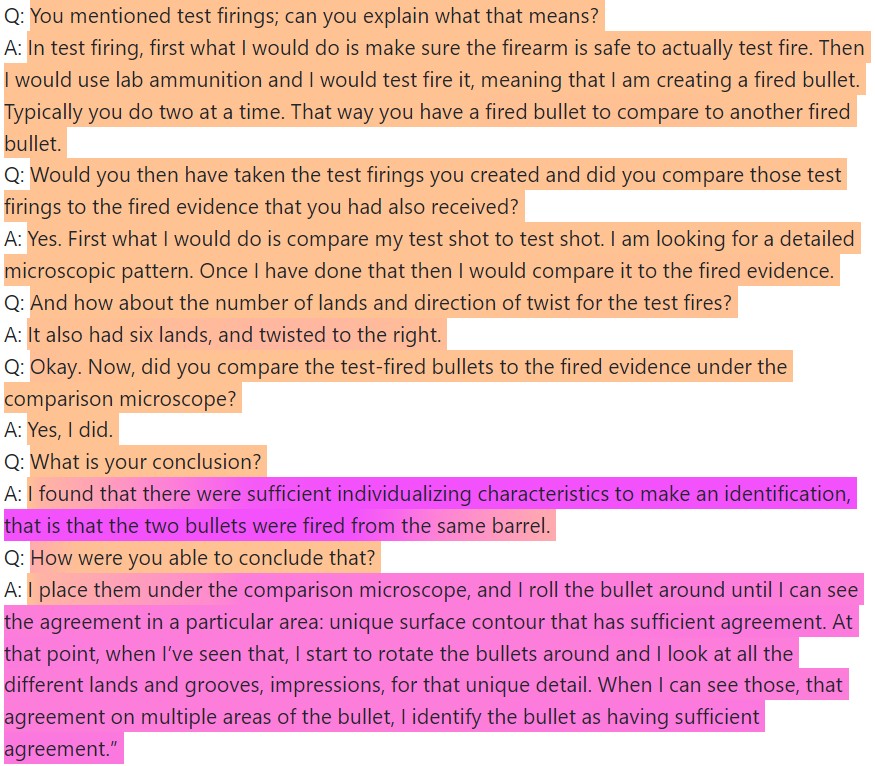 Q: You mentioned test firings; can you explain what that means?
A: In test firing, first what I would do is make sure the firearm is safe to actually test fire. Then
I would use lab ammunition and I would test fire it, meaning that I am creating a fired bullet.
Typically you do two at a time. That way you have a fired bullet to compare to another fired
bullet.
Q: Would you then have taken the test firings you created and did you compare those test
firings to the fired evidence that you had also received?
A: Yes. First what I would do is compare my test shot to test shot. I am looking for a detailed
microscopic pattern. Once I have done that then I would compare it to the fired evidence.
Q: And how about the number of lands and direction of twist for the test fires?
A: It also had six lands, and twisted to the right.
Q: Okay. Now, did you compare the test-fired bullets to the fired evidence under the
comparison microscope?
A: Yes, I did.
Q: What is your conclusion?
A: I found that there were sufficient individualizing characteristics to make an identification,
that is that the two bullets were fired from the same barrel.
Q: How were you able to conclude that?
A: I place them under the comparison microscope, and I roll the bullet around until I can see
the agreement in a particular area: unique surface contour that has sufficient agreement. At
that point, when I’ve seen that, I start to rotate the bullets around and I look at all the
different lands and grooves, impressions, for that unique detail. When I can see those, that
agreement on multiple areas of the bullet, I identify the bullet as having sufficient
agreement.”